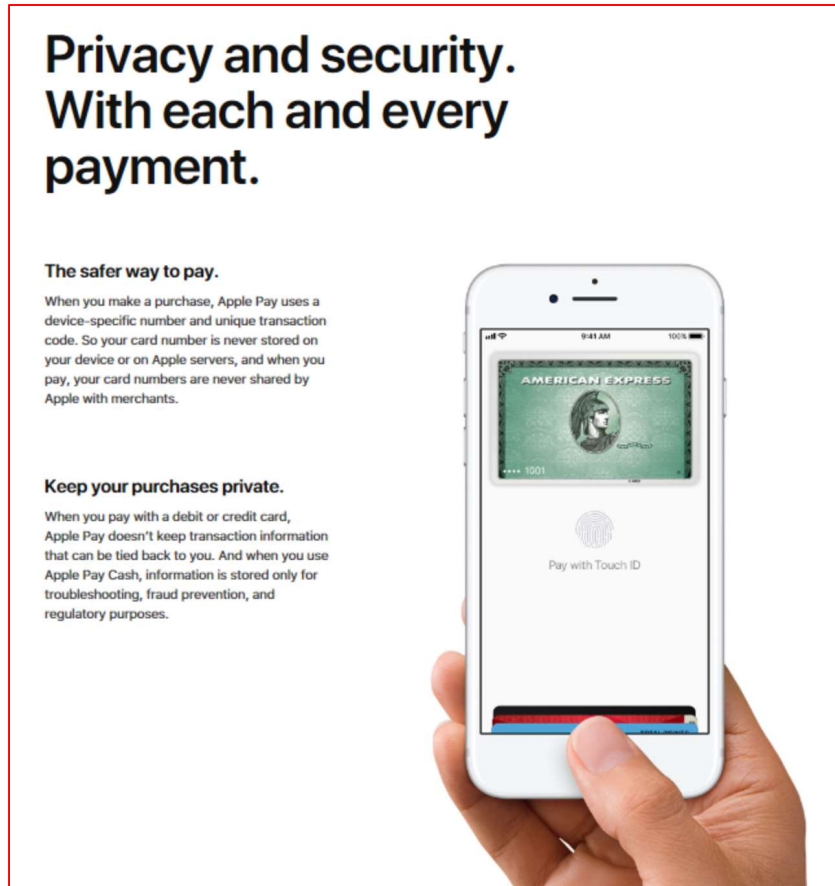 Privacy and security.
With each and every
payment.
The safer way to pay.
When you make a purchase, Apple Pay uses a
device-specific number and unique transaction
code. So your card number is never stored on
your device or on Apple servers, and when you
pay, your card numbers are never shared by
Apple with merchants.
Keep your purchases private.
When you pay with a debit or credit card,
Apple Pay doesn't keep transaction information
that can be tied back to you. And when you use
Apple Pay Cash, information is stored only for
troubleshooting, fraud prevention, and
regulatory purposes.
9:41 AM 100%
AMERICAN EXPRESS
•••• 1001
Pay with Touch ID